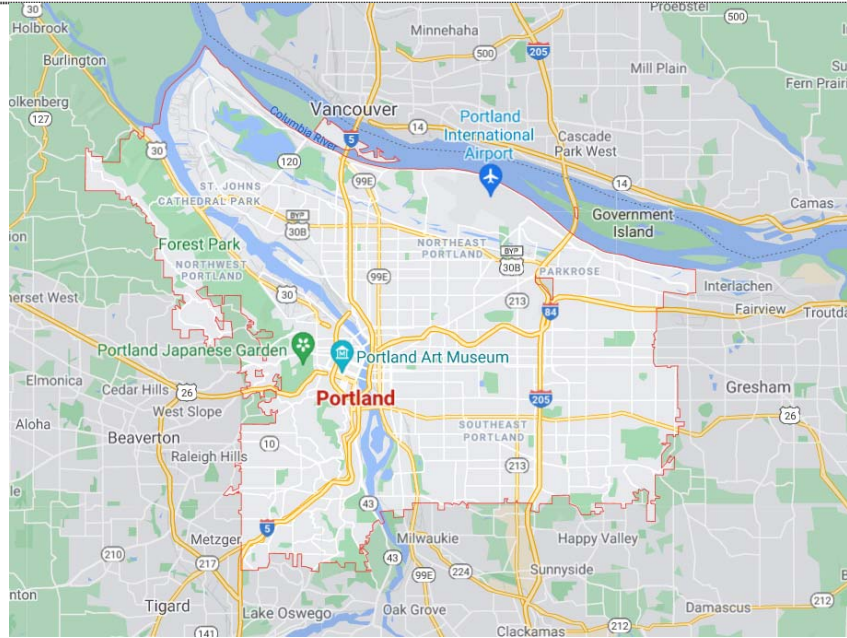 30
Holbrook
Proebstel
500
Minnehaha
500
205
Burlington
Mill Plain
Fern Prairi
olkenberg
127
Vancouver
Columbia River
5
14
Portland
International
Airport
Cascade
Park West
30
120
99E
14
ST. JOHNS
CATHEDRAL PARK
Camas
Government
Island
BYP
30B
Forest Park
NORTHWEST
PORTLAND
NORTHEAST
PORTLAND
BYP
30B
PARKROSE
99E
30
213
Interlachen
84
Fairview
Troutda
merset West
Portland Japanese Garden
Portland Art Museum
Elmonica
Cedar Hills
26
Portland
205
Gresham
West Slope
26
Aloha
Beaverton
10
SOUTHEAST
PORTLAND
Raleigh Hills
213
43
5
Metzger
Milwaukie
Happy Valley
210
217
43
99E
224
Sunnyside
nton
Tigard
Lake Oswego
Oak Grove
Damascus
212
212
141
Clackamas